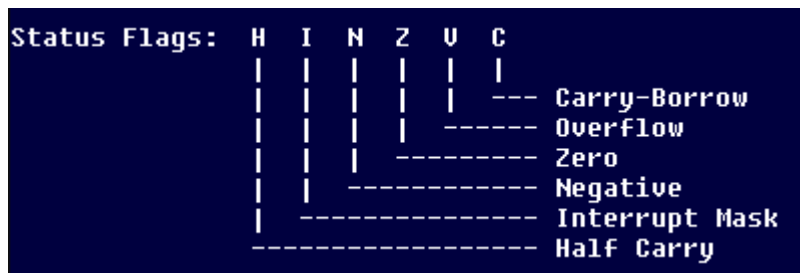 Status Flags: H I N Z V C
| | | | | |
| | | | | --- Carry-Borrow
| | | | ------ Overflow
| | | --------- Zero
| | ------------ Negative
| --------------- Interrupt Mask
------------------ Half Carry